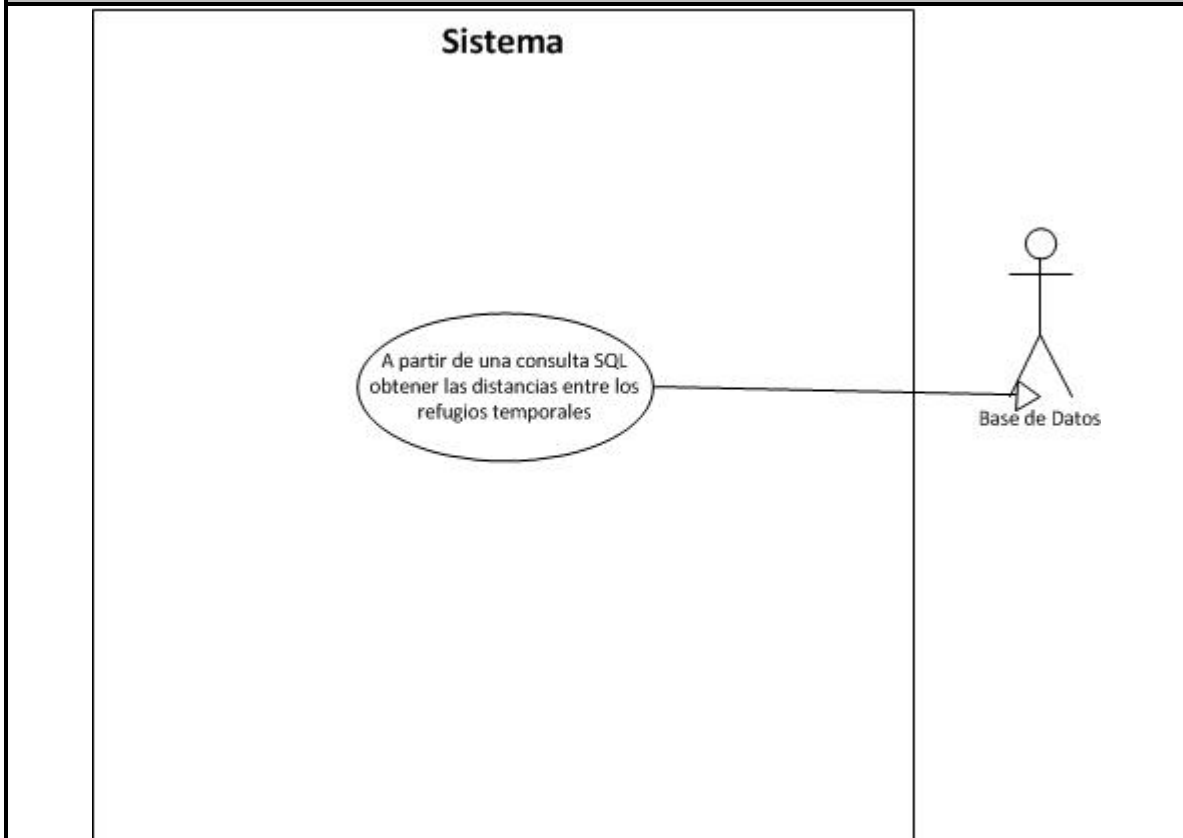 Sistema
A partir de una consulta SQL
obtener las distancias entre los
refugios temporales
Base de Datos